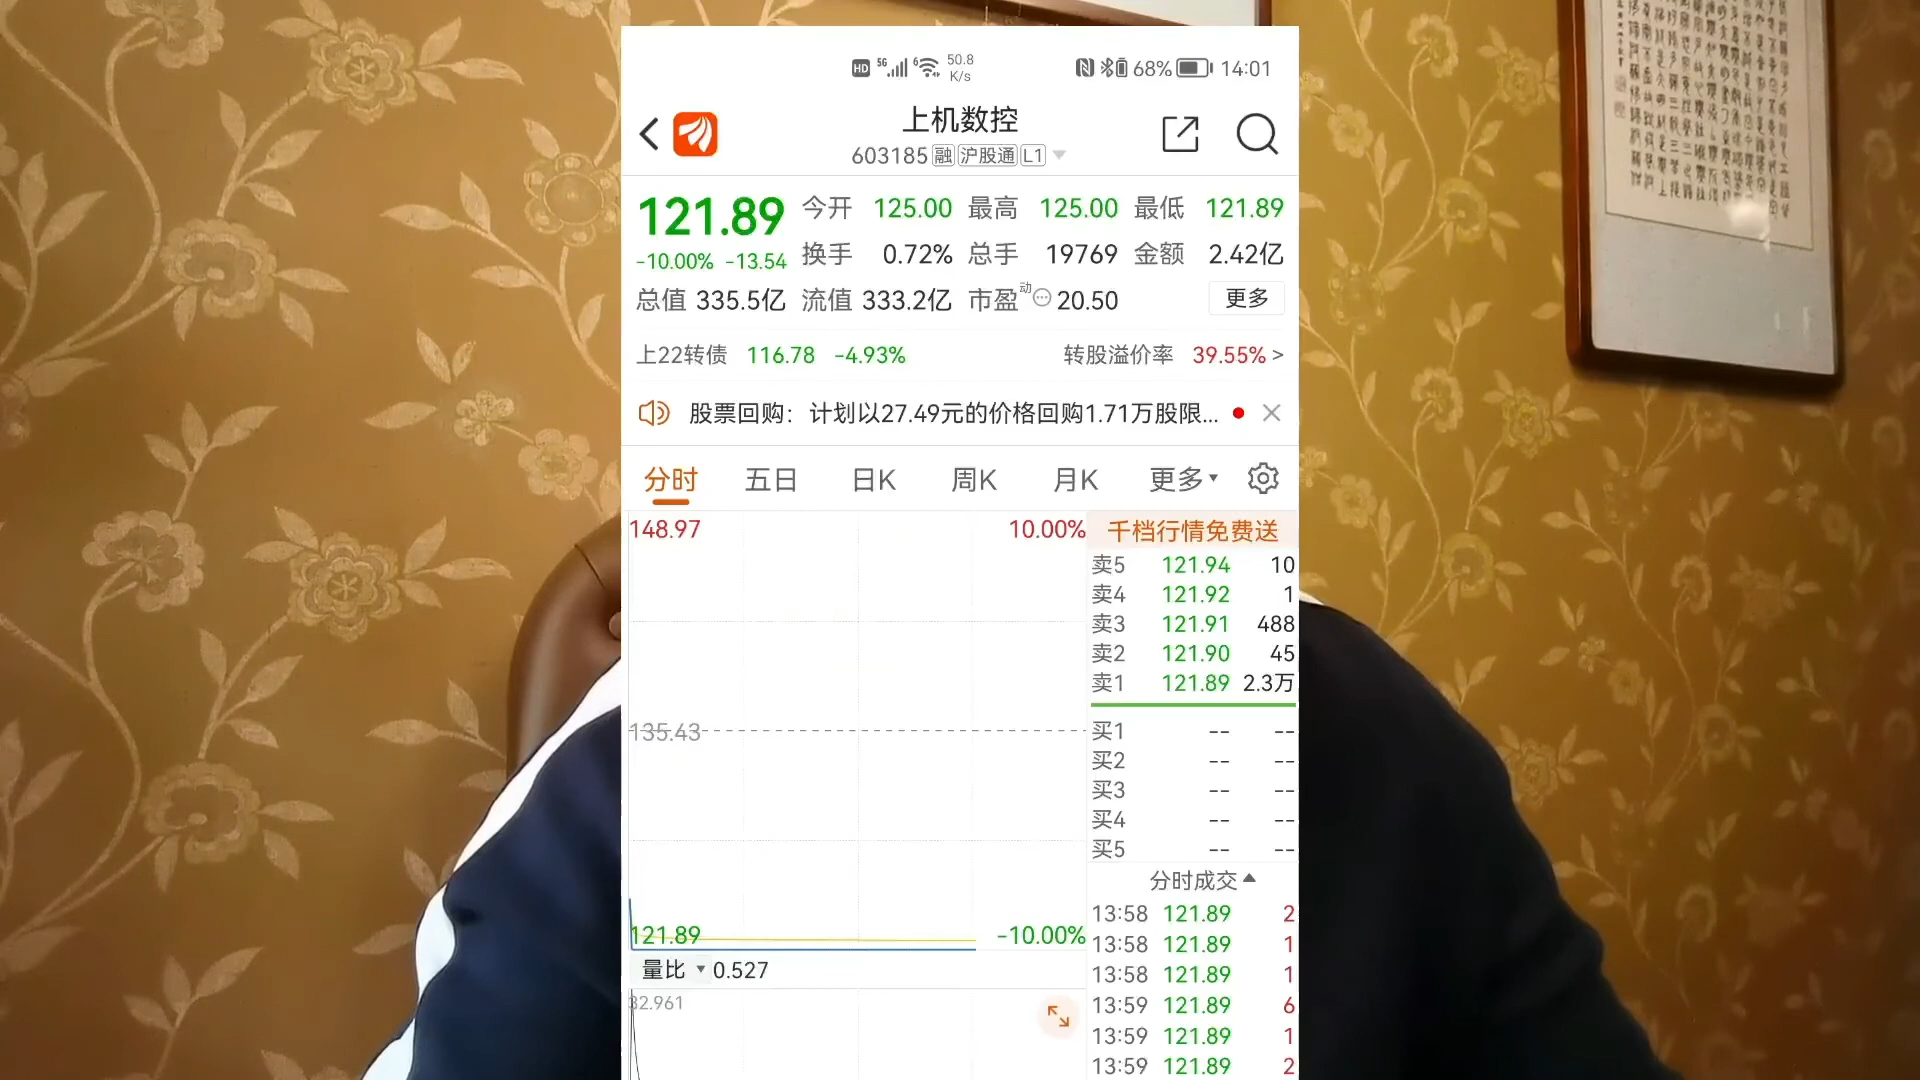 HD 5G 6 50.8 K/s 68% 14:01
上机数控
603185 融 沪股通 L1
121.89 今开 125.00 最高 125.00 最低 121.89
-10.00% -13.54 换手 0.72% 总手 19769 金额 2.42亿
总值 335.5亿 流值 333.2亿 市盈动 20.50 更多
上22转债 116.78 -4.93% 转股溢价率 39.55% >
股票回购：计划以27.49元的价格回购1.71万股限...
分时 五日 日K 周K 月K 更多
148.97 10.00% 千档行情免费送
卖5 121.94 10
卖4 121.92 1
卖3 121.91 488
卖2 121.90 45
卖1 121.89 2.3万
135.43
买1 -- --
买2 -- --
买3 -- --
买4 -- --
买5 -- --
分时成交
121.89 -10.00%
量比 0.527
32.961
13:58 121.89 2
13:58 121.89 1
13:58 121.89 1
13:59 121.89 6
13:59 121.89 1
13:59 121.89 2